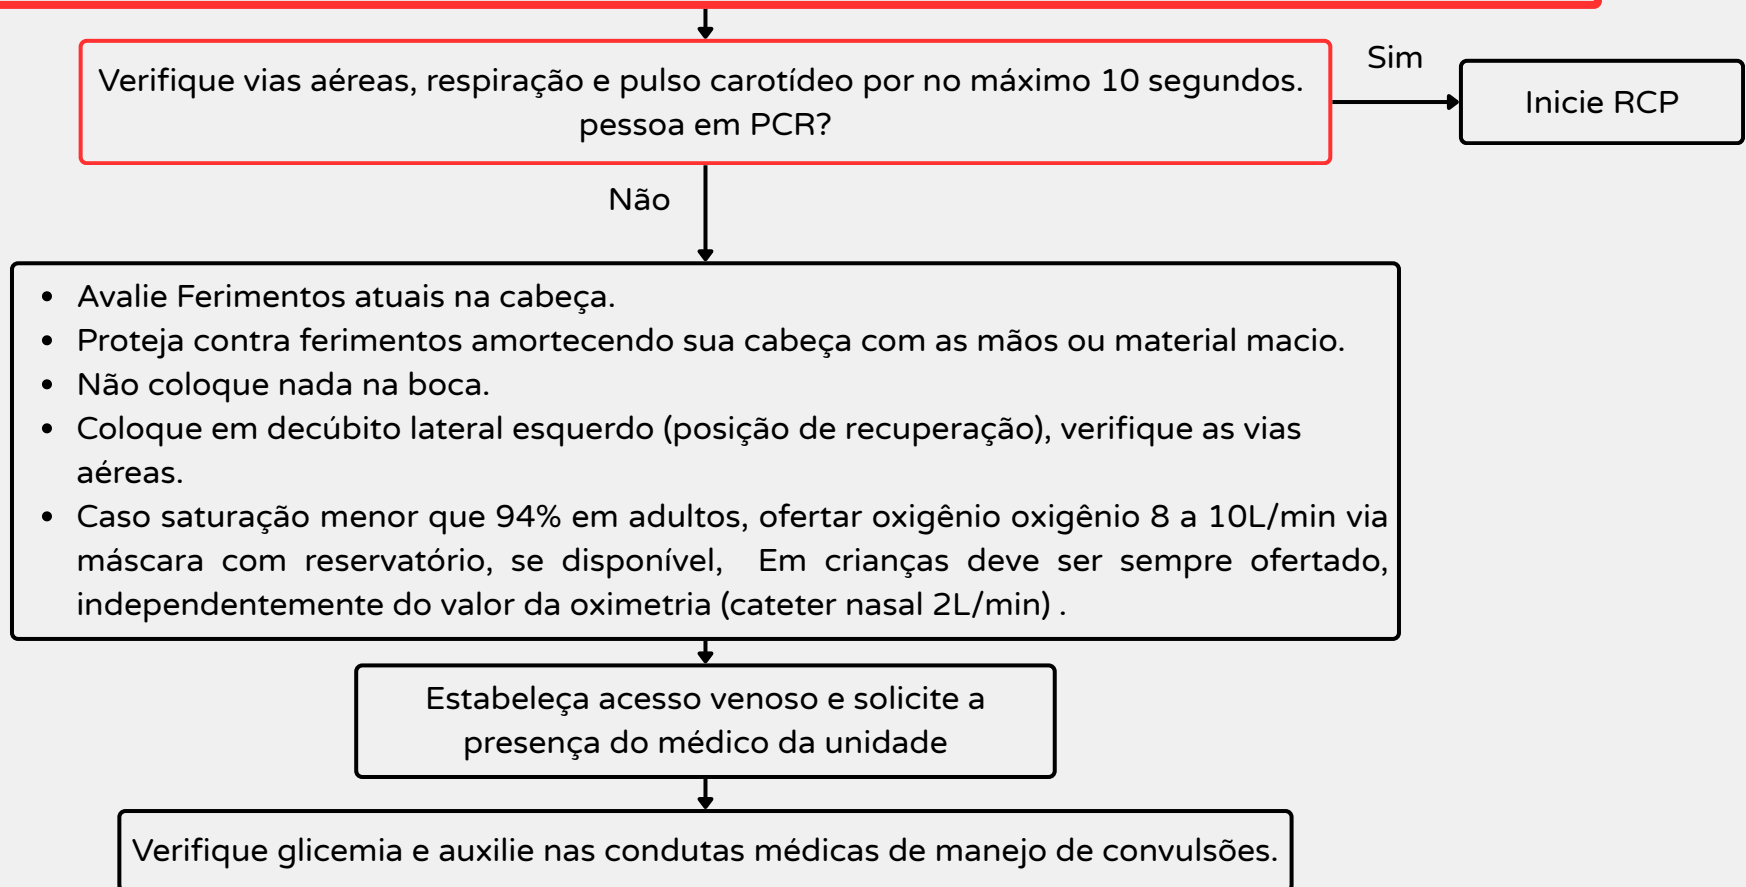 Sim
Verifique vias aéreas, respiração e pulso carotídeo por no máximo 10 segundos.
pessoa em PCR?
Inicie RCP
Não
• Avalie Ferimentos atuais na cabeça.
• Proteja contra ferimentos amortecendo sua cabeça com as mãos ou material macio.
• Não coloque nada na boca.
• Coloque em decúbito lateral esquerdo (posição de recuperação), verifique as vias
aéreas.
• Caso saturação menor que 94% em adultos, ofertar oxigênio oxigênio 8 a 10L/min via
máscara com reservatório, se disponível, Em crianças deve ser sempre ofertado,
independentemente do valor da oximetria (cateter nasal 2L/min) .
Estabeleça acesso venoso e solicite a
presença do médico da unidade
Verifique glicemia e auxilie nas condutas médicas de manejo de convulsões.